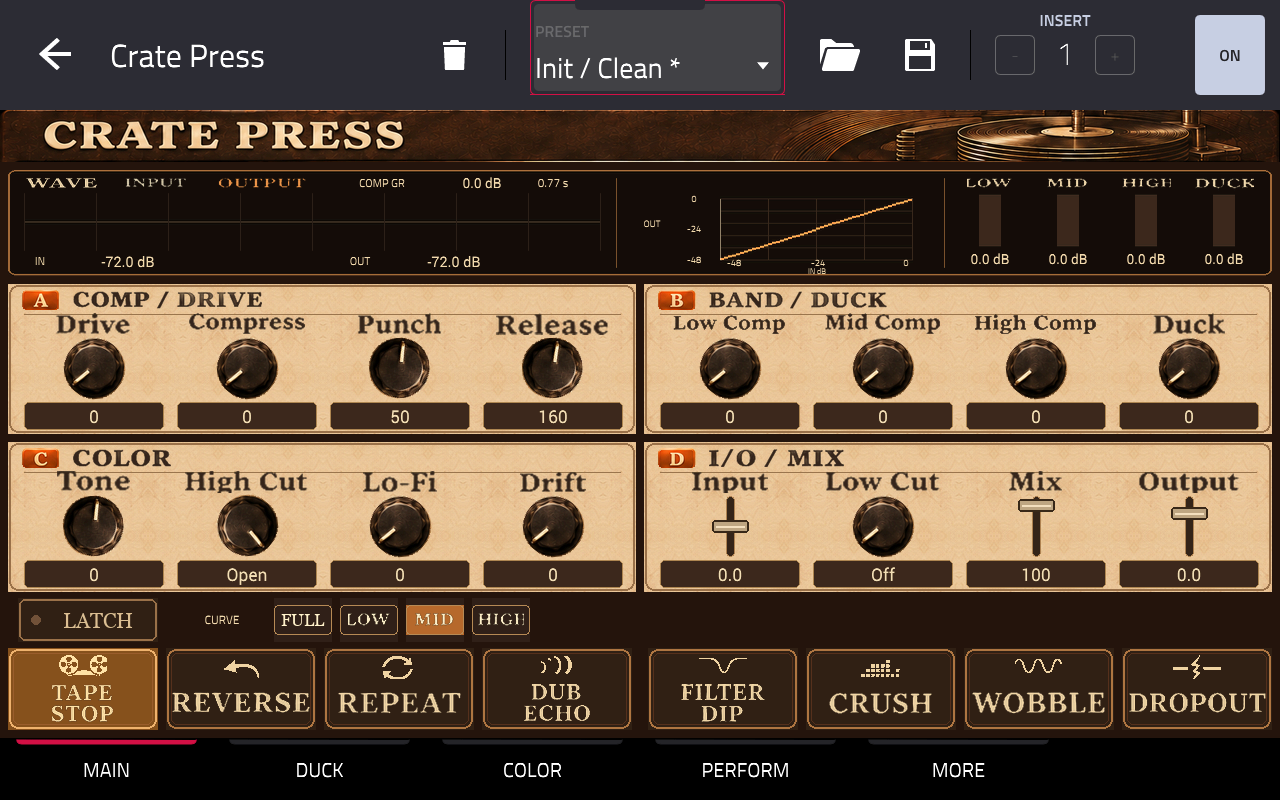 Crate Press
PRESET
Init / Clean *
INSERT
-
1
+
ON
CRATE PRESS
WAVE INPUT OUTPUT COMP GR 0.0 dB 0.77 s
IN -72.0 dB OUT -72.0 dB
OUT
0
-24
-48
-48 -24 0
IN dB
LOW MID HIGH DUCK
0.0 dB 0.0 dB 0.0 dB 0.0 dB
A COMP / DRIVE
Drive Compress Punch Release
0 0 50 160
B BAND / DUCK
Low Comp Mid Comp High Comp Duck
0 0 0 0
C COLOR
Tone High Cut Lo-Fi Drift
0 Open 0 0
D I/O / MIX
Input Low Cut Mix Output
0.0 Off 100 0.0
LATCH CURVE FULL LOW MID HIGH
TAPE
STOP
REVERSE
REPEAT
DUB
ECHO
FILTER
DIP
CRUSH
WOBBLE
DROPOUT
MAIN DUCK COLOR PERFORM MORE